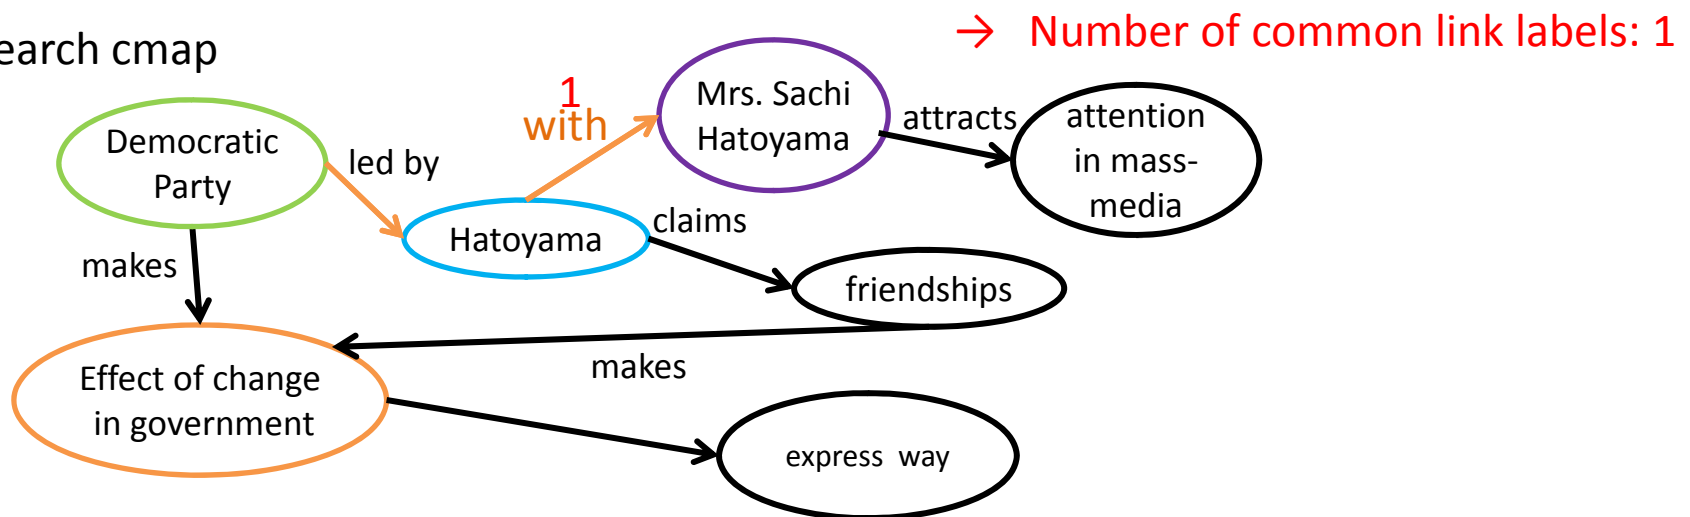 → Number of common link labels: 1
earch cmap
1
with
Mrs. Sachi
Hatoyama
attracts
attention
in mass-
media
Democratic
Party
led by
Hatoyama
claims
friendships
makes
makes
Effect of change
in government
express way